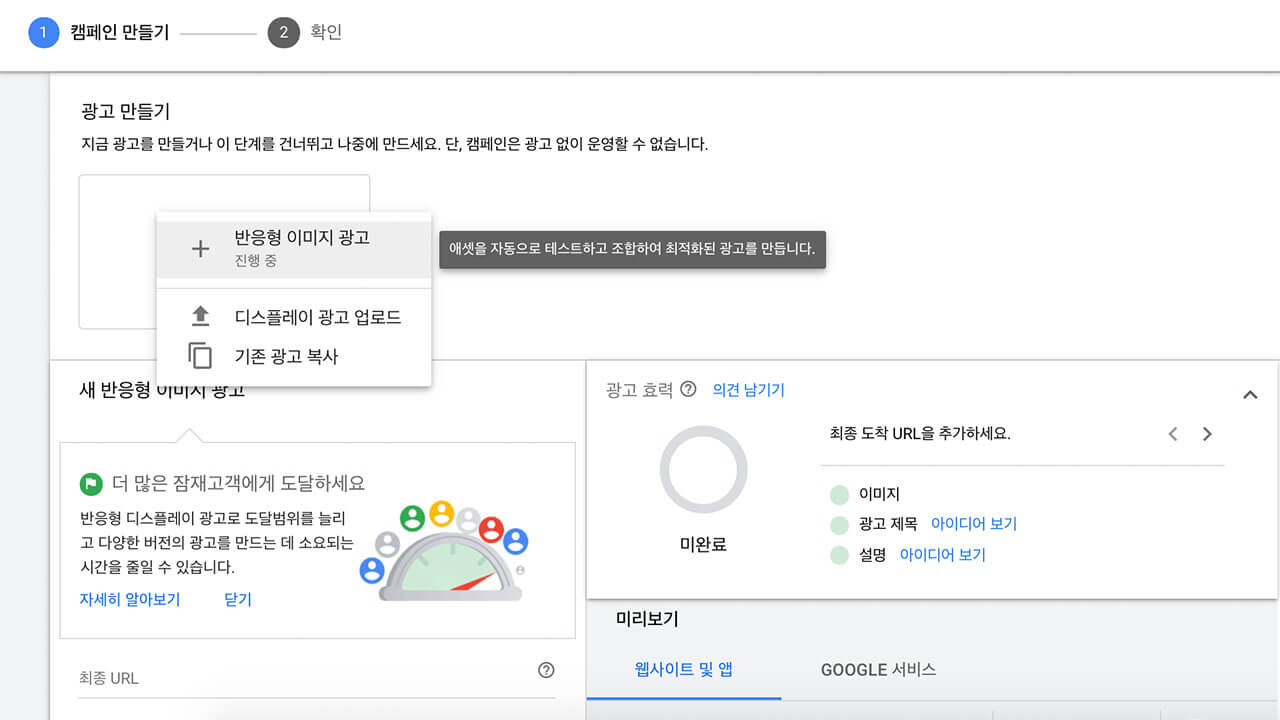 1 캠페인 만들기
2 확인
광고 만들기
지금 광고를 만들거나 이 단계를 건너뛰고 나중에 만드세요. 단, 캠페인은 광고 없이 운영할 수 없습니다.
반응형 이미지 광고
진행 중
애셋을 자동으로 테스트하고 조합하여 최적화된 광고를 만듭니다.
디스플레이 광고 업로드
기존 광고 복사
새 반응형 이미지 광고
더 많은 잠재고객에게 도달하세요
반응형 디스플레이 광고로 도달범위를 늘리
고 다양한 버전의 광고를 만드는 데 소요되는
시간을 줄일 수 있습니다.
자세히 알아보기 닫기
최종 URL
광고 효력 의견 남기기
미완료
최종 도착 URL을 추가하세요.
이미지
광고 제목 아이디어 보기
설명 아이디어 보기
미리보기
웹사이트 및 앱 GOOGLE 서비스